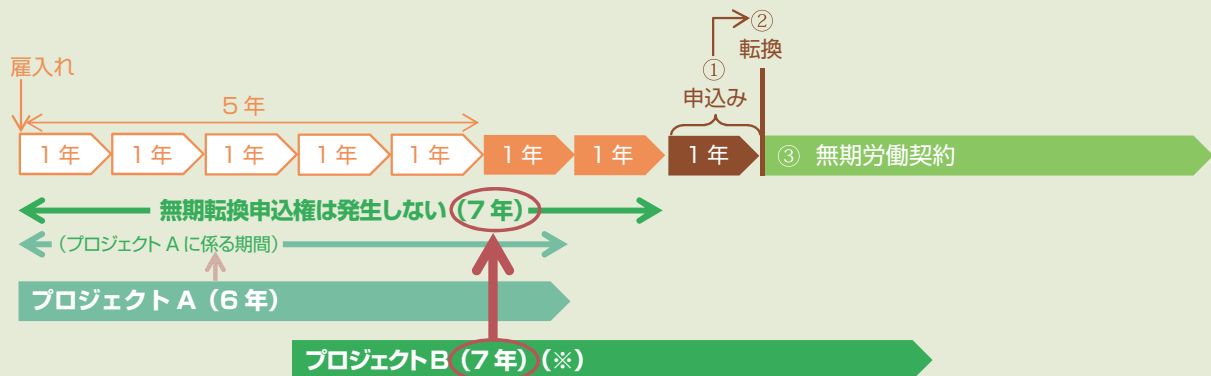 ②
転換
雇入れ
①
申込み
5年
1年
1年
1年
1年
1年
1年
1年
1年
③ 無期労働契約
無期転換申込権は発生しない(7年)
(プロジェクトAに係る期間)
プロジェクトA(6年)
プロジェクトB(7年)(※)